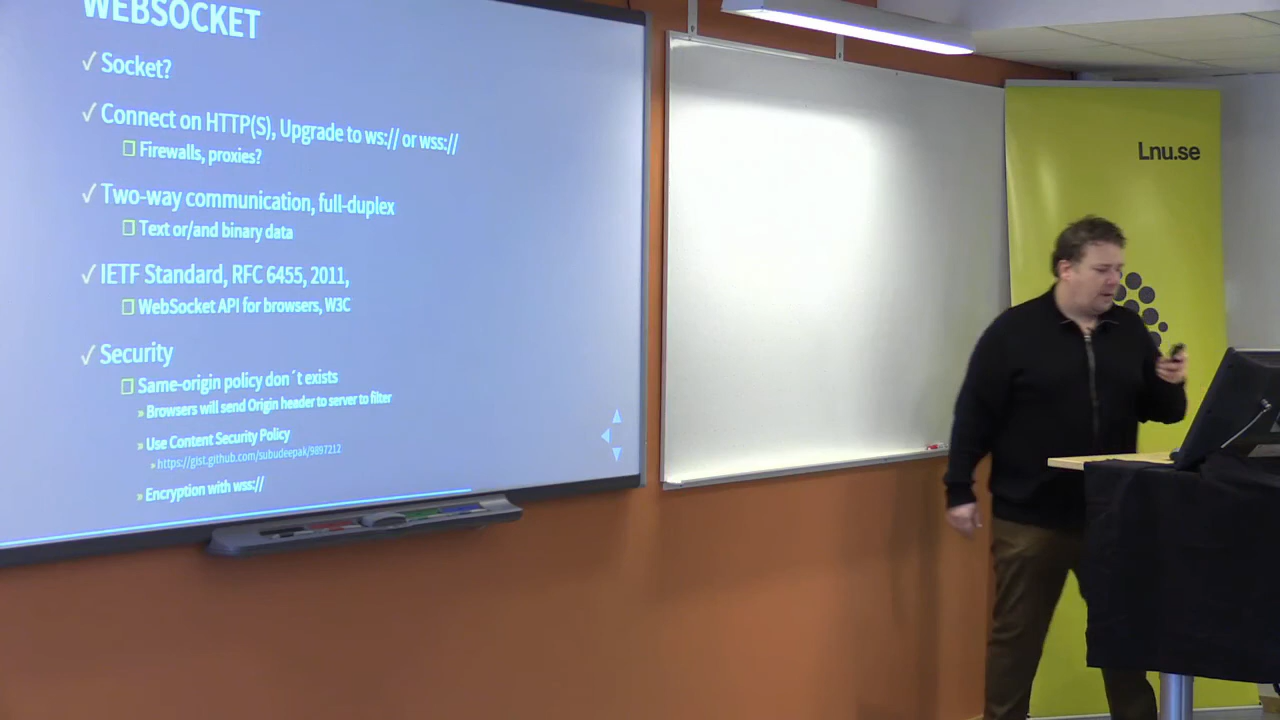 WEBSOCKET
✓ Socket?
✓ Connect on HTTP(S), Upgrade to ws:// or wss://
Firewalls, proxies?
✓ Two-way communication, full-duplex
Text or/and binary data
✓ IETF Standard, RFC 6455, 2011,
WebSocket API for browsers, W3C
✓ Security
Same-origin policy don´t exists
» Browsers will send Origin header to server to filter
» Use Content Security Policy
» https://gist.github.com/subudeepak/9897212
» Encryption with wss://
Lnu.se